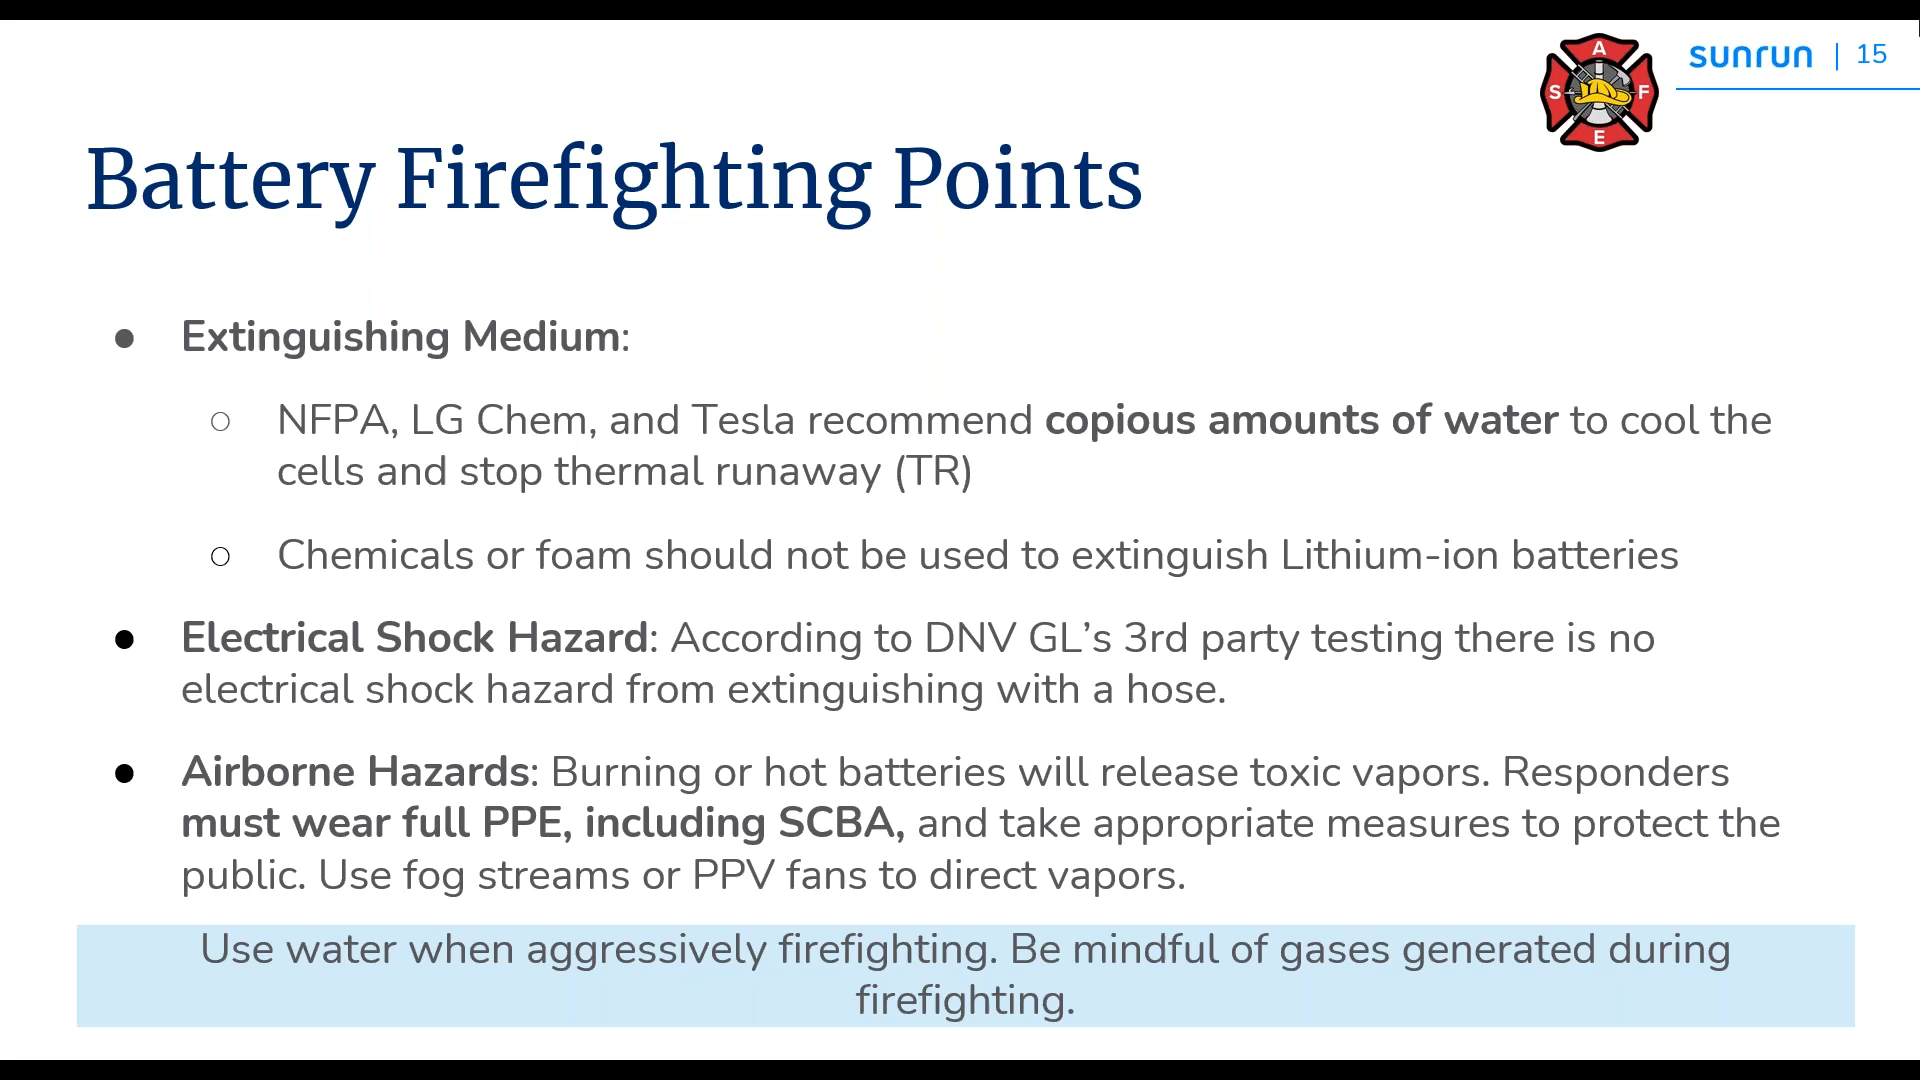 A
S F
E
sunrun | 15
Battery Firefighting Points
● Extinguishing Medium:
○ NFPA, LG Chem, and Tesla recommend copious amounts of water to cool the
cells and stop thermal runaway (TR)
○ Chemicals or foam should not be used to extinguish Lithium-ion batteries
● Electrical Shock Hazard: According to DNV GL’s 3rd party testing there is no
electrical shock hazard from extinguishing with a hose.
● Airborne Hazards: Burning or hot batteries will release toxic vapors. Responders
must wear full PPE, including SCBA, and take appropriate measures to protect the
public. Use fog streams or PPV fans to direct vapors.
Use water when aggressively firefighting. Be mindful of gases generated during
firefighting.